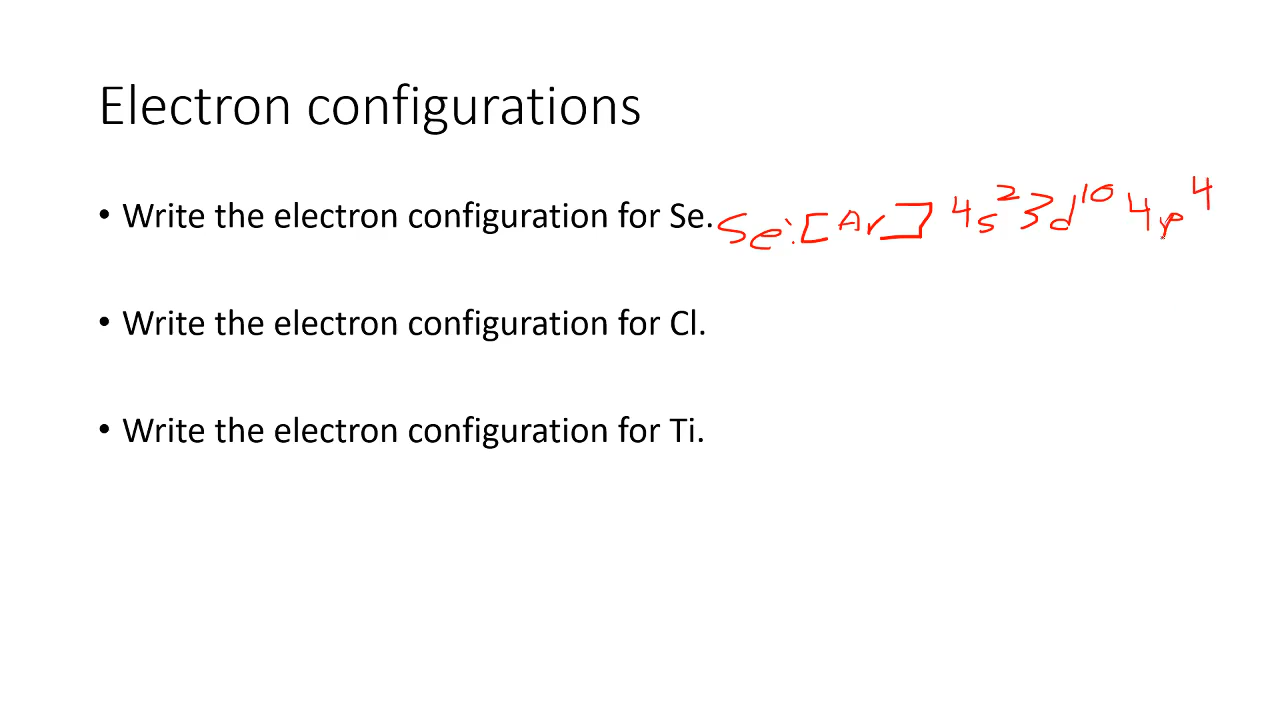 Electron configurations
• Write the electron configuration for Se. Se: [Ar] 4s² 3d¹⁰ 4p⁴
• Write the electron configuration for Cl.
• Write the electron configuration for Ti.